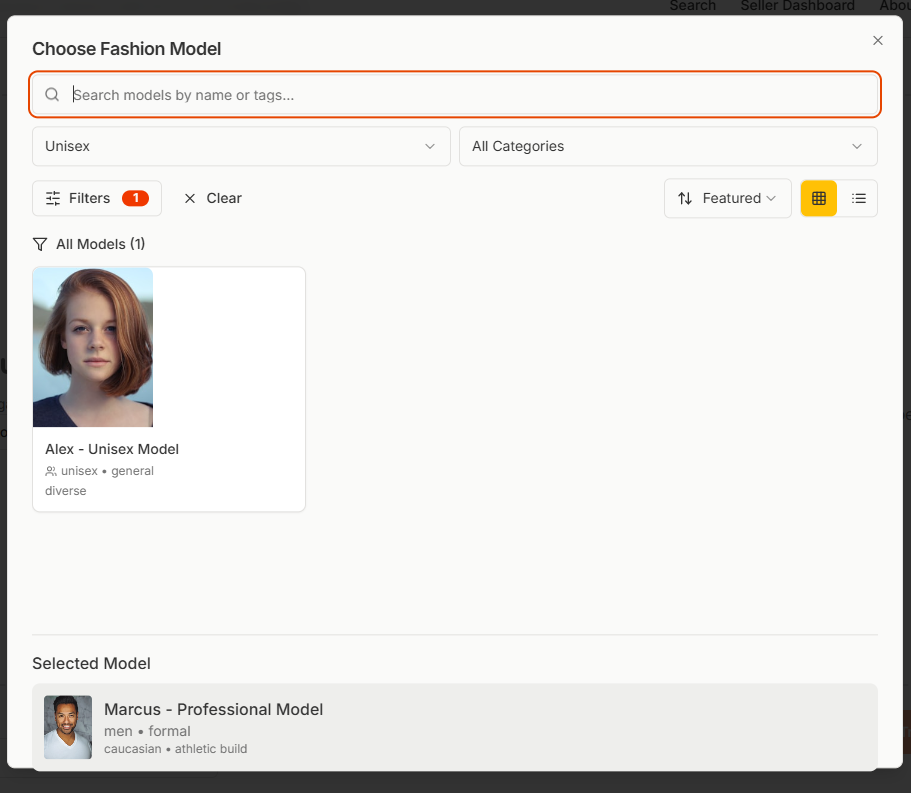 Search Seller Dashboard
Choose Fashion Model
Search models by name or tags...
Unisex All Categories
Filters 1 Clear Featured
All Models (1)
Alex - Unisex Model
unisex • general
diverse
Selected Model
Marcus - Professional Model
men • formal
caucasian • athletic build